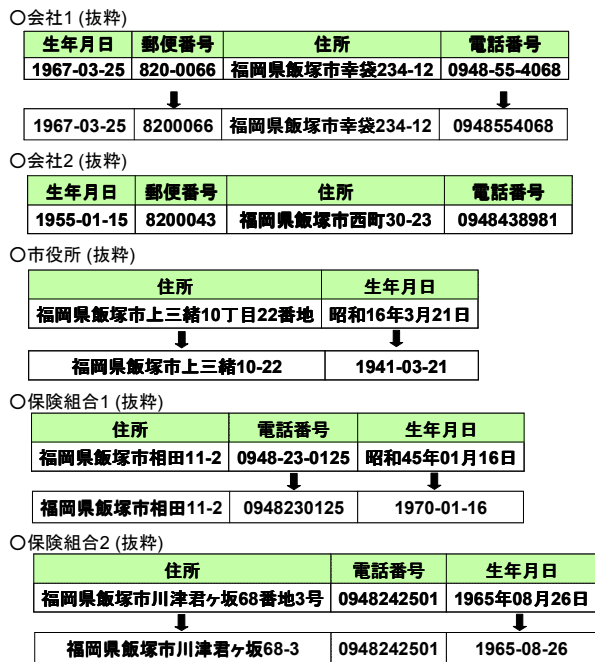 〇会社1 (抜粋)
生年月日 郵便番号 住所 電話番号
1967-03-25 820-0066 福岡県飯塚市幸袋234-12 0948-55-4068
1967-03-25 8200066 福岡県飯塚市幸袋234-12 0948554068
〇会社2 (抜粋)
生年月日 郵便番号 住所 電話番号
1955-01-15 8200043 福岡県飯塚市西町30-23 0948438981
〇市役所 (抜粋)
住所 生年月日
福岡県飯塚市上三緒10丁目22番地 昭和16年3月21日
福岡県飯塚市上三緒10-22 1941-03-21
〇保険組合1 (抜粋)
住所 電話番号 生年月日
福岡県飯塚市相田11-2 0948-23-0125 昭和45年01月16日
福岡県飯塚市相田11-2 0948230125 1970-01-16
〇保険組合2 (抜粋)
住所 電話番号 生年月日
福岡県飯塚市川津君ヶ坂68番地3号 0948242501 1965年08月26日
福岡県飯塚市川津君ヶ坂68-3 0948242501 1965-08-26